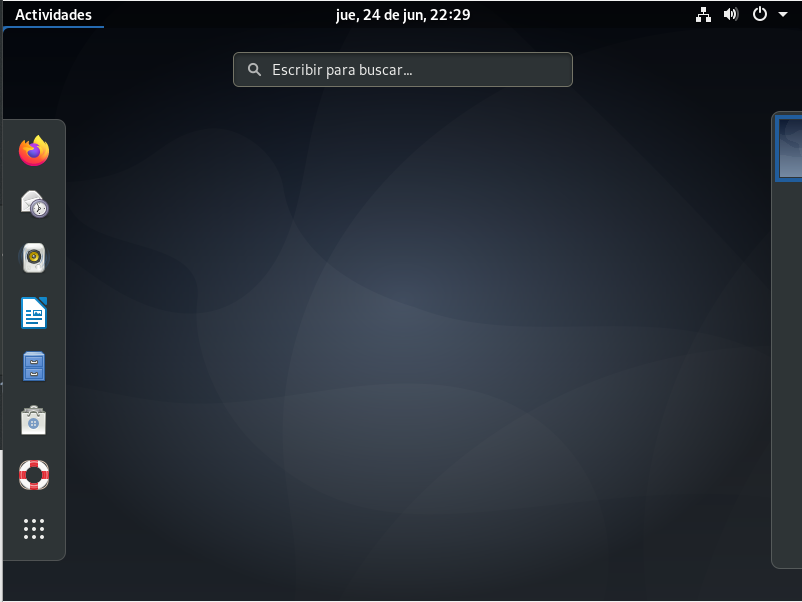 Actividades
jue, 24 de jun, 22:29
Escribir para buscar...